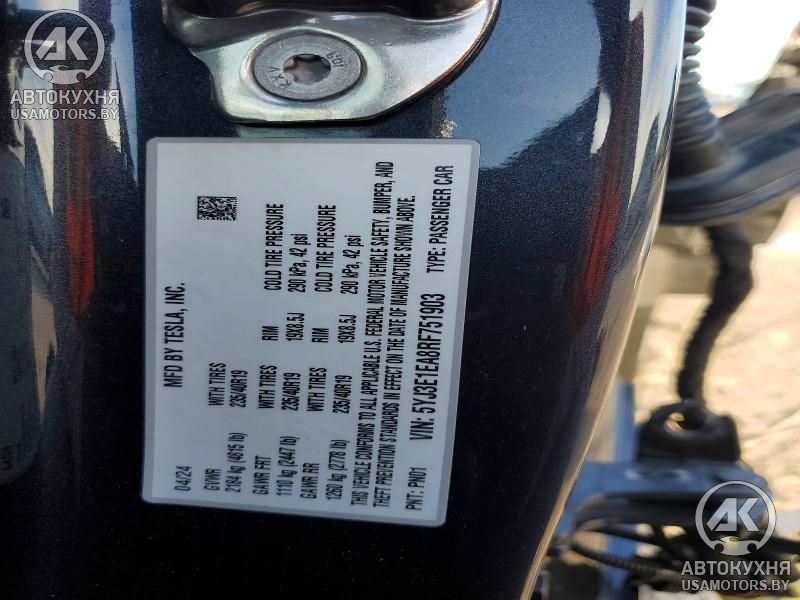 AK
АВТОКУХНЯ
USAMOTORS.BY
MFD BY TESLA, INC.
04/24
GVWR WITH TIRES RIM COLD TIRE PRESSURE
2184 kg (4815 lb) 235/40R19 19X8.5J 290 kPa, 42 psi
GAWR FRT WITH TIRES RIM COLD TIRE PRESSURE
1110 kg (2447 lb) 235/40R19 19X8.5J 290 kPa, 42 psi
GAWR RR
1260 kg (2778 lb)
THIS VEHICLE CONFORMS TO ALL APPLICABLE U.S. FEDERAL MOTOR VEHICLE SAFETY, BUMPER, AND
THEFT PREVENTION STANDARDS IN EFFECT ON THE DATE OF MANUFACTURE SHOWN ABOVE.
PNT: PN01 VIN: 5YJ3E1EA8RF751903 TYPE: PASSENGER CAR
AK
АВТОКУХНЯ
USAMOTORS.BY